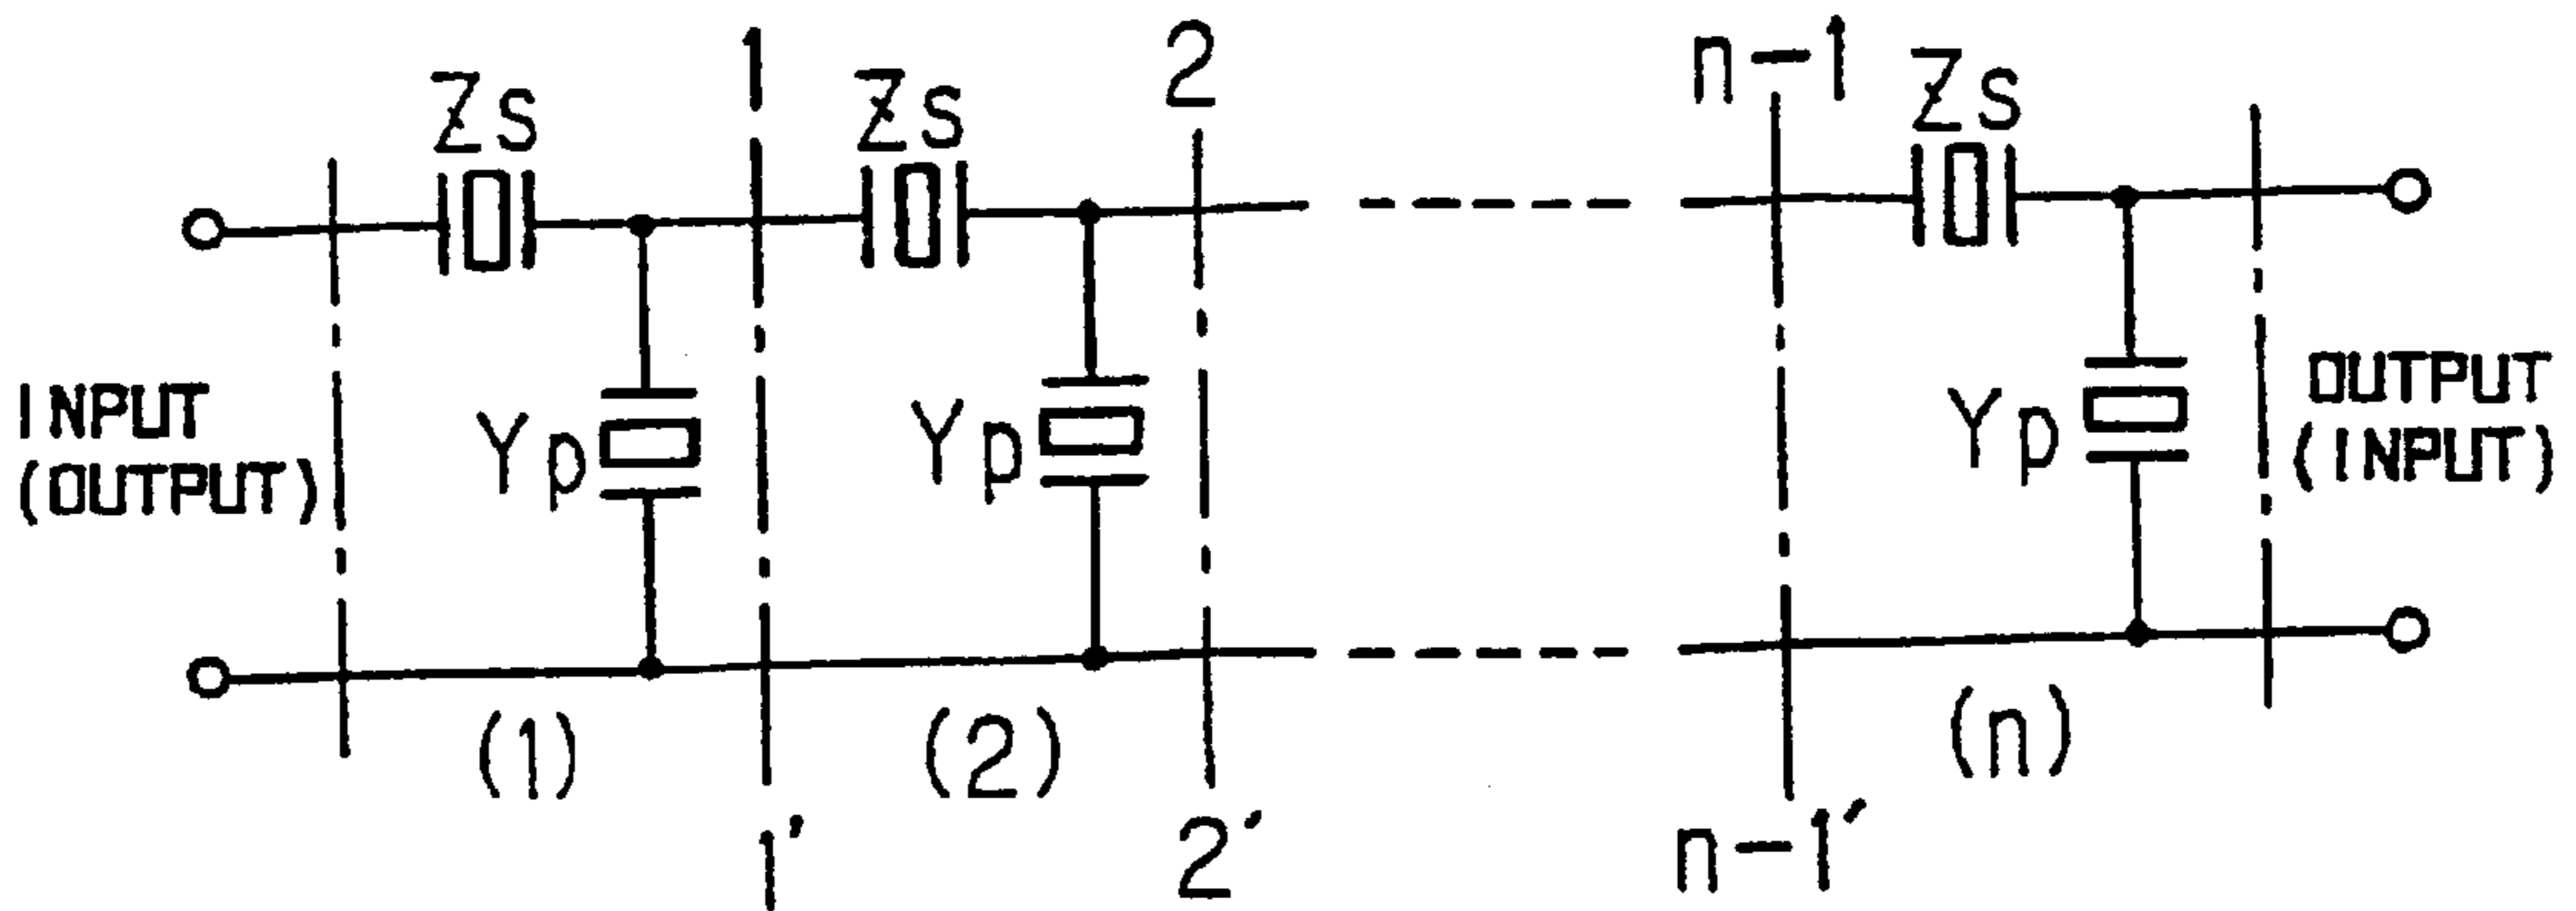 1
2
n-1
Zs
Zs
Zs
INPUT
(OUTPUT)
Yp
Yp
Yp
OUTPUT
(INPUT)
(1)
(2)
(n)
1'
2'
n-1'